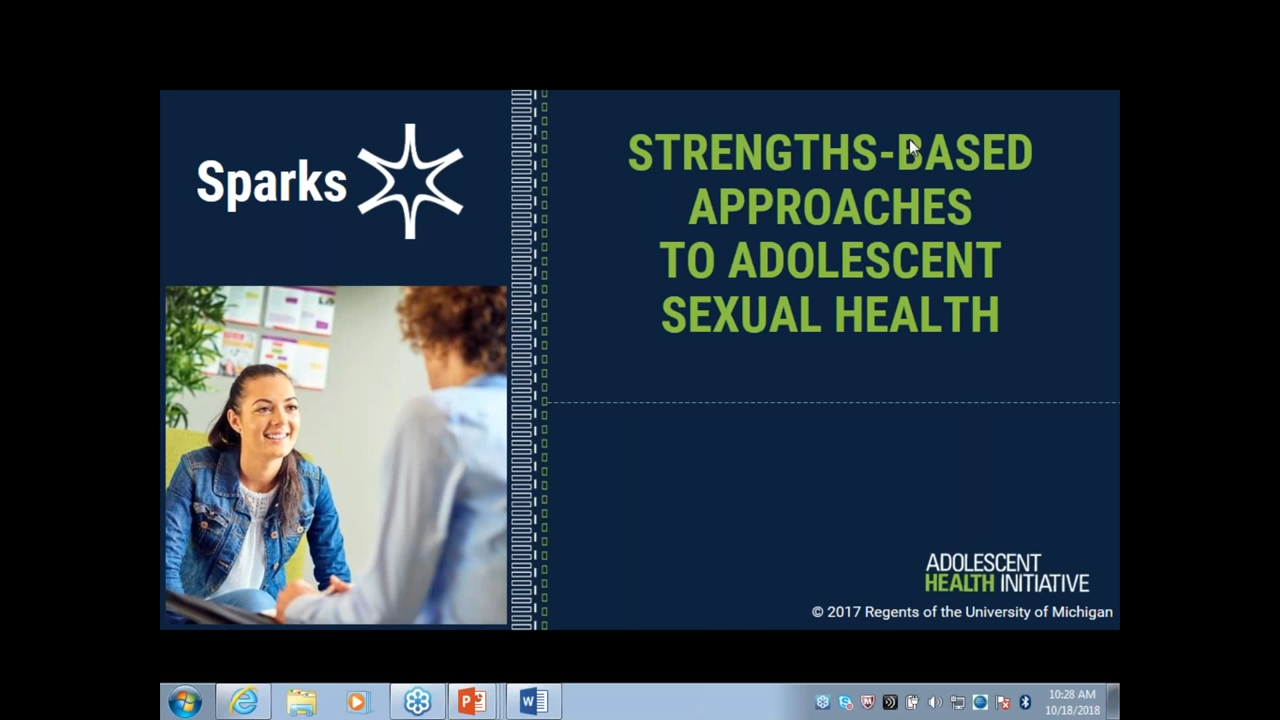 Sparks
STRENGTHS-BASED
APPROACHES
TO ADOLESCENT
SEXUAL HEALTH
ADOLESCENT
HEALTH INITIATIVE
© 2017 Regents of the University of Michigan
10:28 AM
10/18/2018